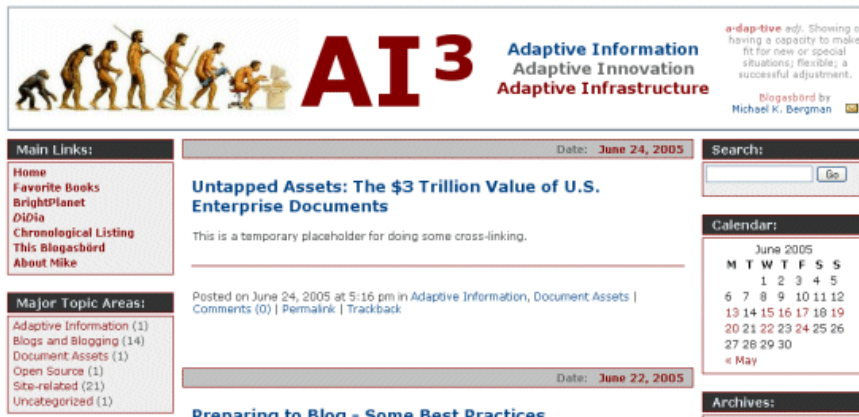 AI³
Adaptive Information
Adaptive Innovation
Adaptive Infrastructure
a·dap·tive adj. Showing
having a capacity to make
fit for new or special
situations; flexible; a
successful adjustment.
Blogasbörd by
Michael K. Bergman
Main Links:
Home
Favorite Books
BrightPlanet
DiDia
Chronological Listing
This Blogasbörd
About Mike
Major Topic Areas:
Adaptive Information (1)
Blogs and Blogging (14)
Document Assets (1)
Open Source (1)
Site-related (21)
Uncategorized (1)
Date: June 24, 2005
Untapped Assets: The $3 Trillion Value of U.S.
Enterprise Documents
This is a temporary placeholder for doing some cross-linking.
Posted on June 24, 2005 at 5:16 pm in Adaptive Information, Document Assets |
Comments (0) | Permalink | Trackback
Date: June 22, 2005
Preparing to Blog - Some Best Practices
Search:
Go
Calendar:
June 2005
M T W T F S S
1 2 3 4 5
6 7 8 9 10 11 12
13 14 15 16 17 18 19
20 21 22 23 24 25 26
27 28 29 30
« May
Archives: